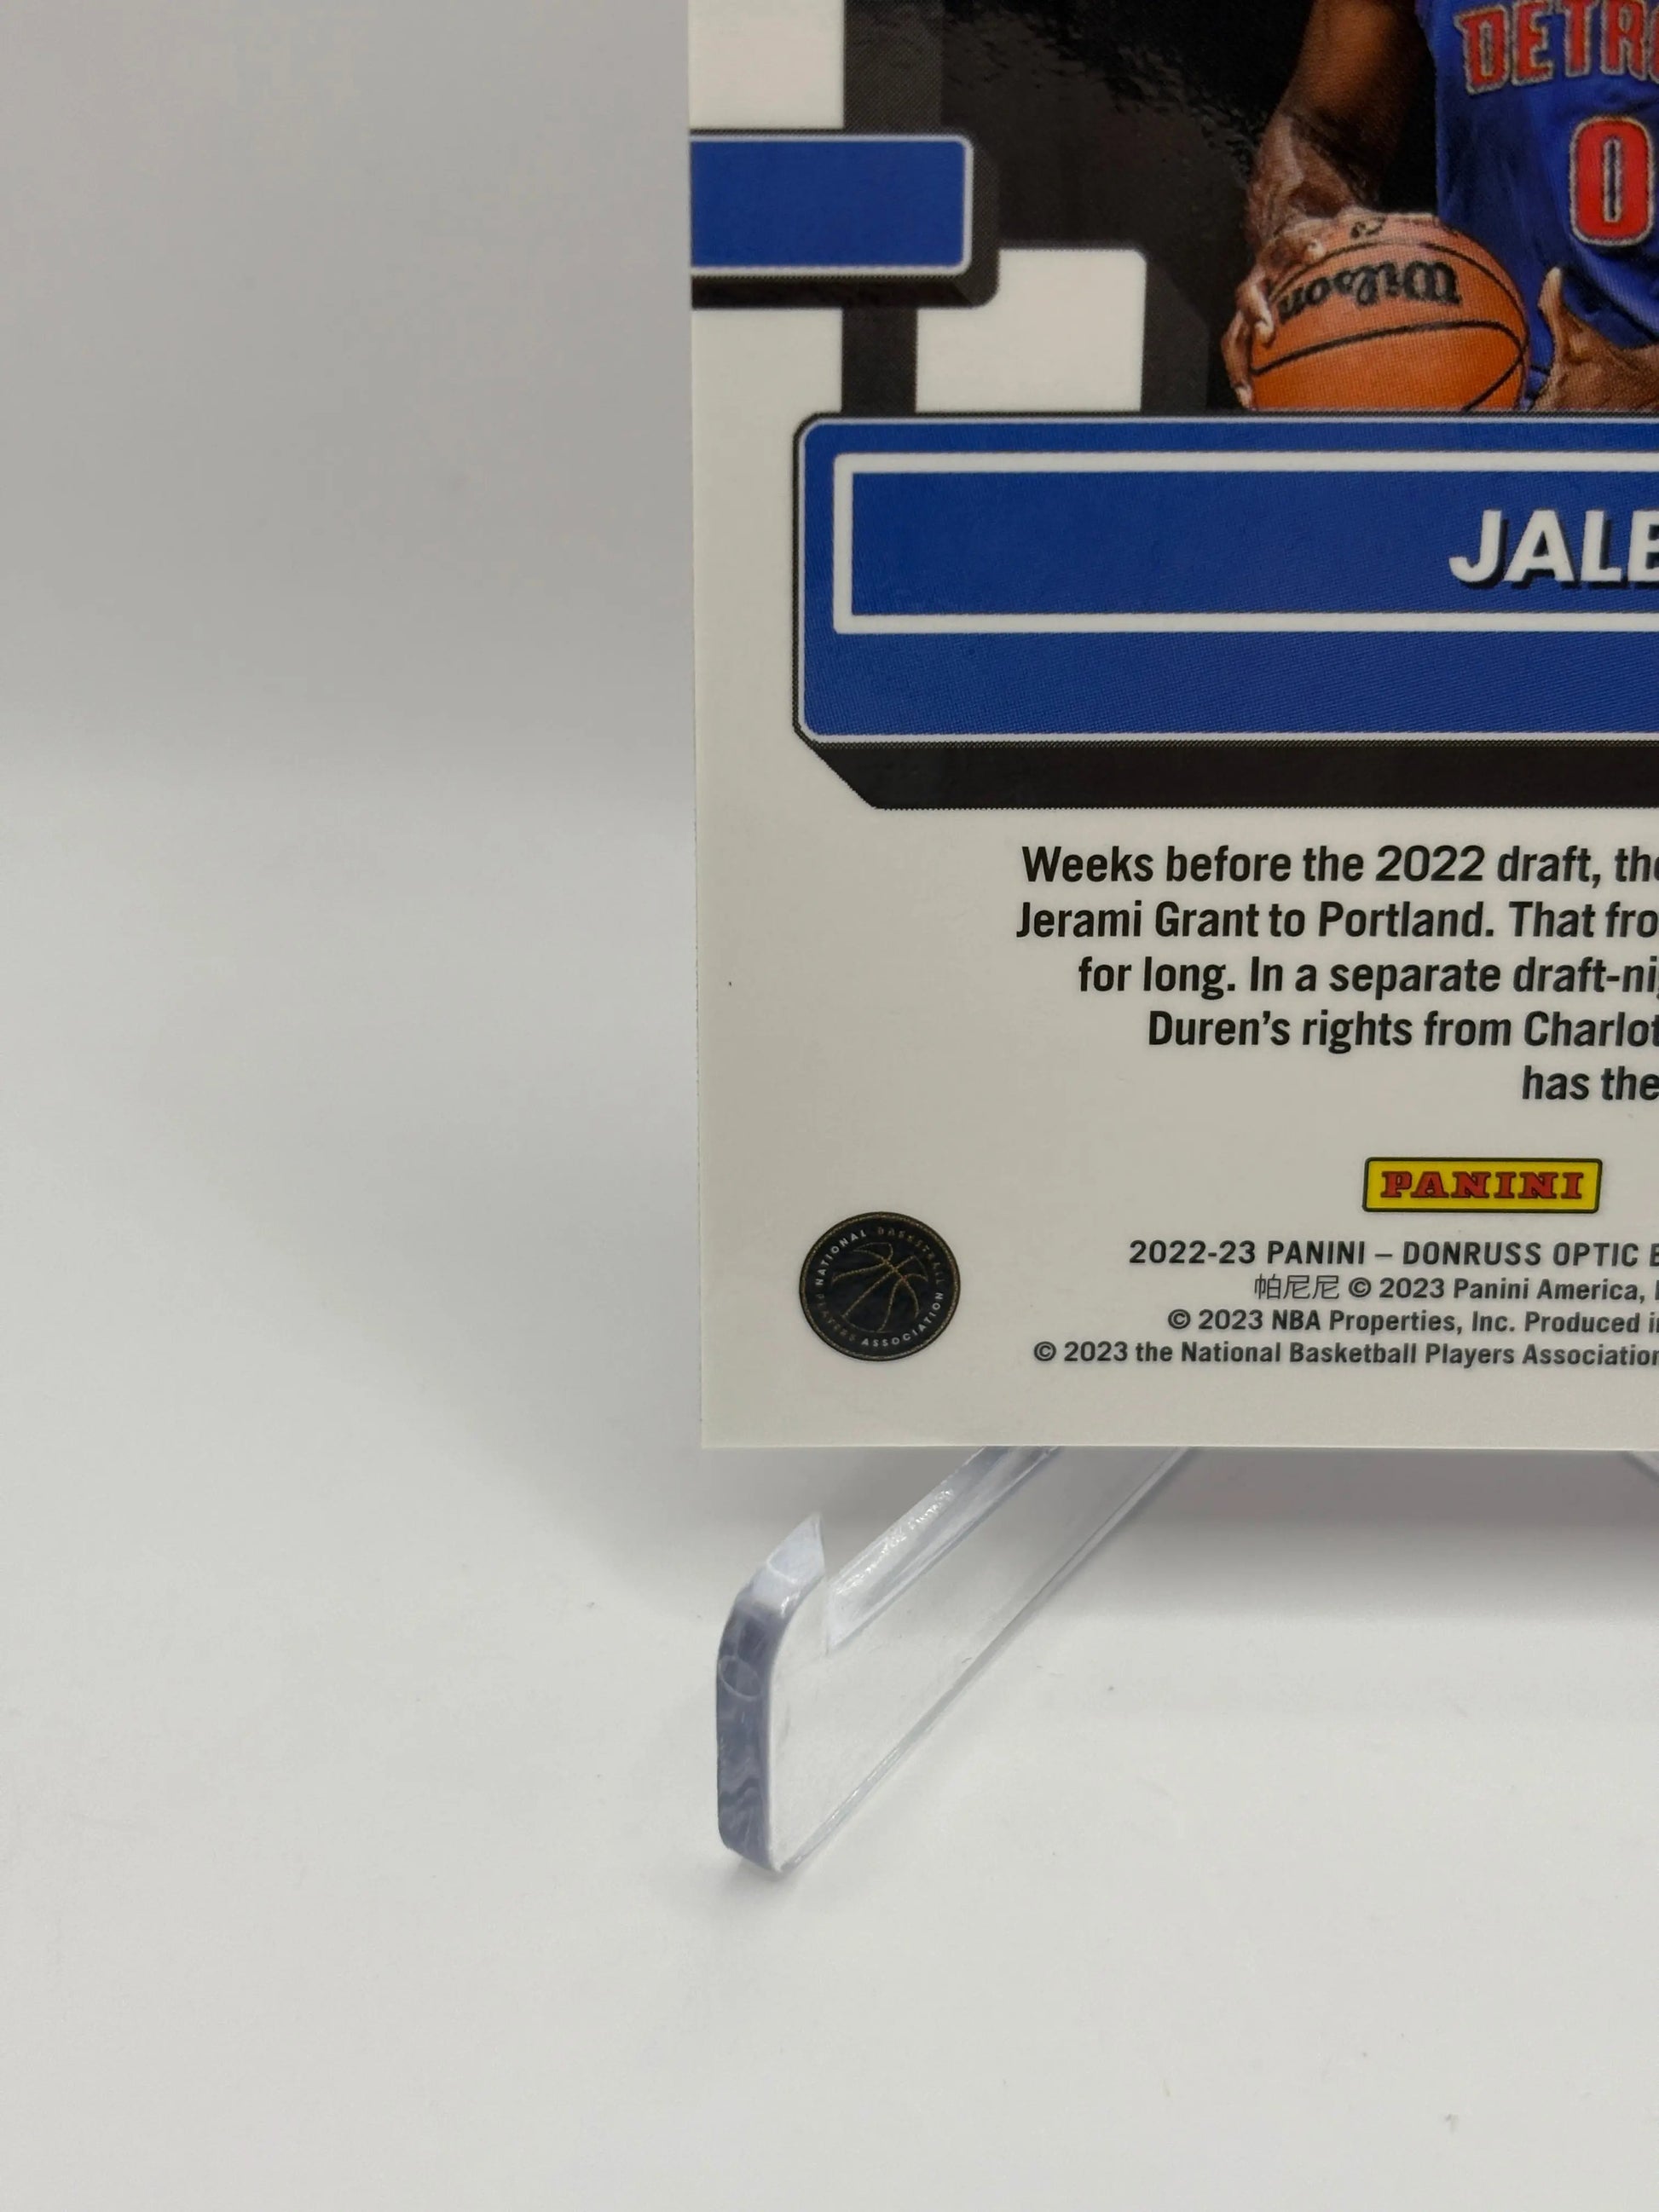 DETR
0
Wilson
JALE
Weeks before the 2022 draft, the
Jerami Grant to Portland. That fro
for long. In a separate draft-ni
Duren's rights from Charlot
has the
PANINI
NATIONAL BASKETBALL PLAYERS ASSOCIATION
2022-23 PANINI – DONRUSS OPTIC B
帕尼尼 © 2023 Panini America, I
© 2023 NBA Properties, Inc. Produced in
© 2023 the National Basketball Players Association